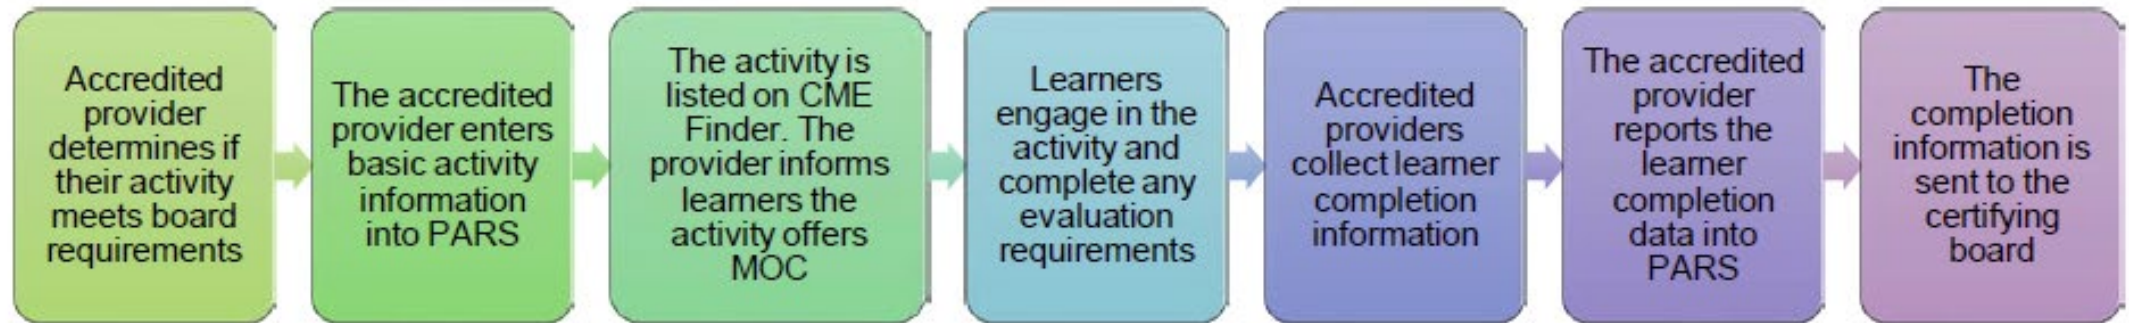 Accredited
provider
determines if
their activity
meets board
requirements
The accredited
provider enters
basic activity
information
into PARS
The activity is
listed on CME
Finder. The
provider informs
learners the
activity offers
MOC
Learners
engage in the
activity and
complete any
evaluation
requirements
Accredited
providers
collect learner
completion
information
The accredited
provider
reports the
learner
completion
data into
PARS
The
completion
information is
sent to the
certifying
board